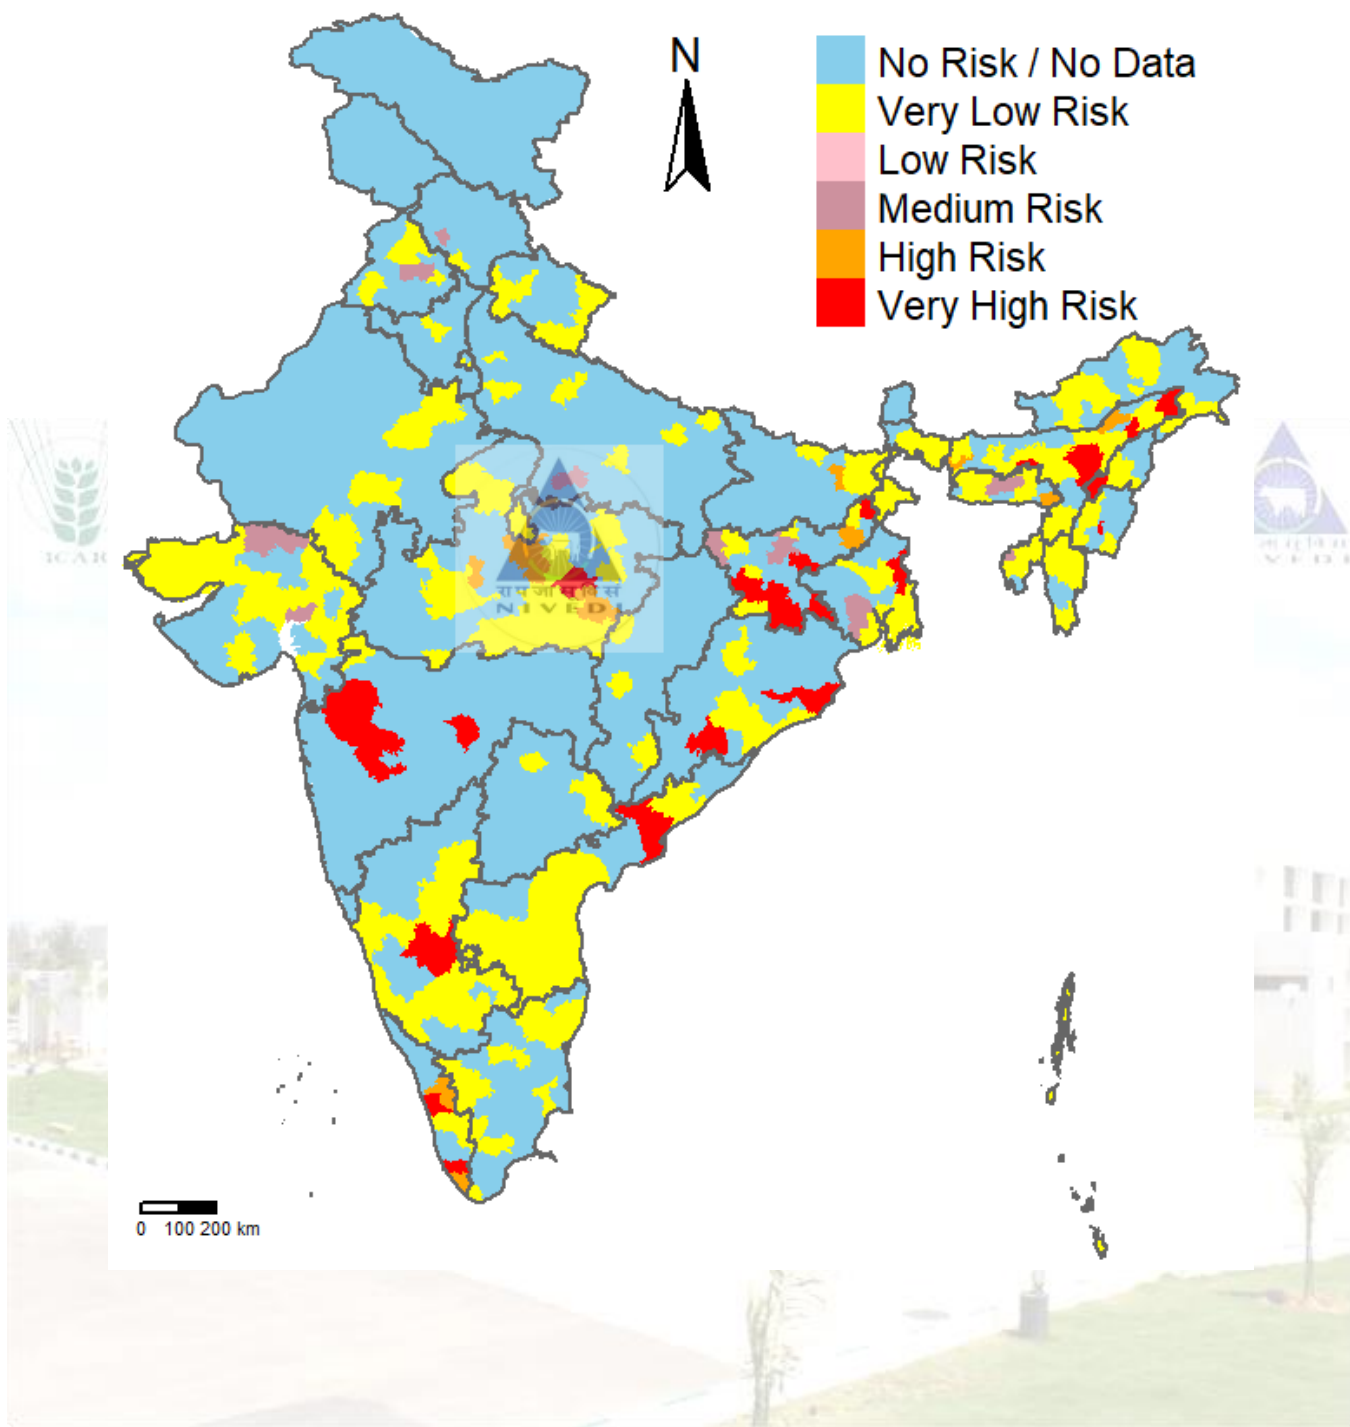 N
No Risk / No Data
Very Low Risk
Low Risk
Medium Risk
High Risk
Very High Risk
ICAR
NIVEDI
0 100 200 km